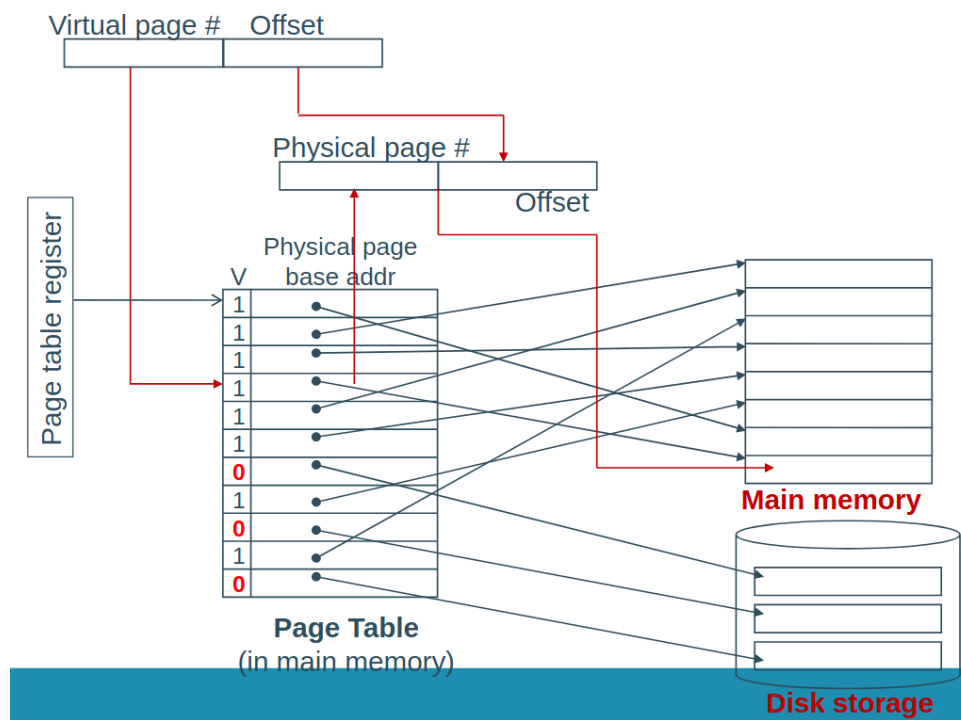 Virtual page # Offset
Physical page #
Offset
Page table register
Physical page
V base addr
1
1
1
1
1
1
0
1
0
1
0
Main memory
Page Table
(in main memory)
Disk storage